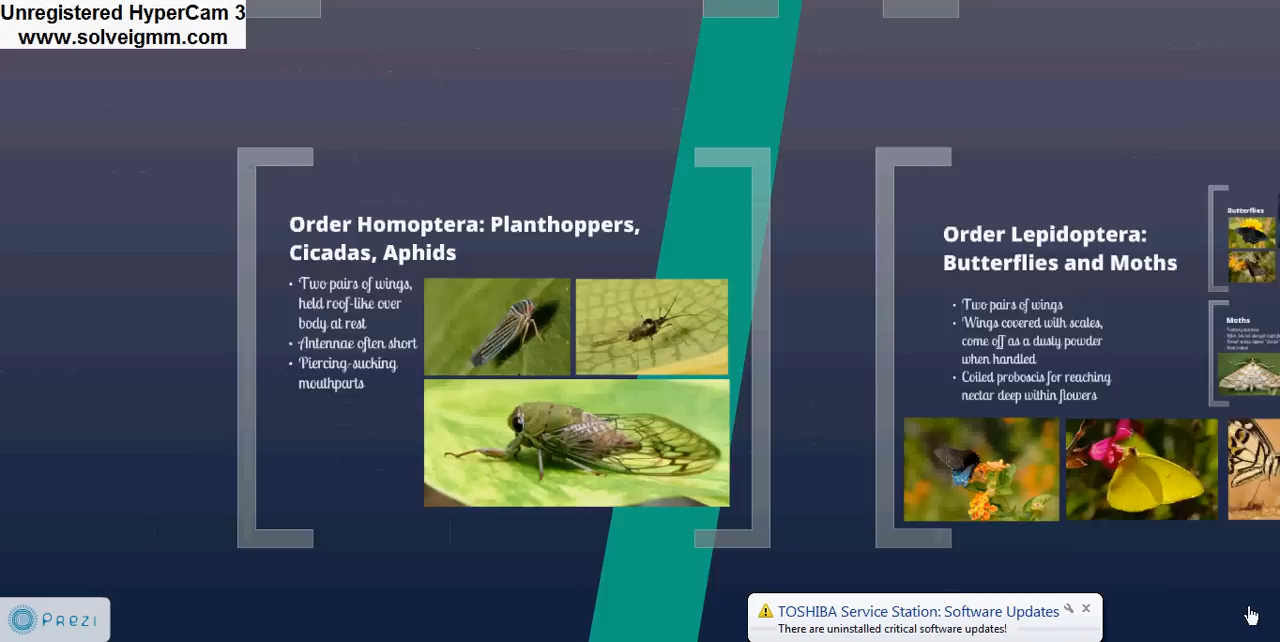 Unregistered HyperCam 3
www.solveigmm.com
Order Homoptera: Planthoppers,
Cicadas, Aphids
• Two pairs of wings,
held roof-like over
body at rest
• Antennae often short
• Piercing-sucking
mouthparts
Order Lepidoptera:
Butterflies and Moths
• Two pairs of wings
• Wings covered with scales,
come off as a dusty powder
when handled
• Coiled proboscis for reaching
nectar deep within flowers
Butterflies
Moths
Prezi
TOSHIBA Service Station: Software Updates
There are uninstalled critical software updates!